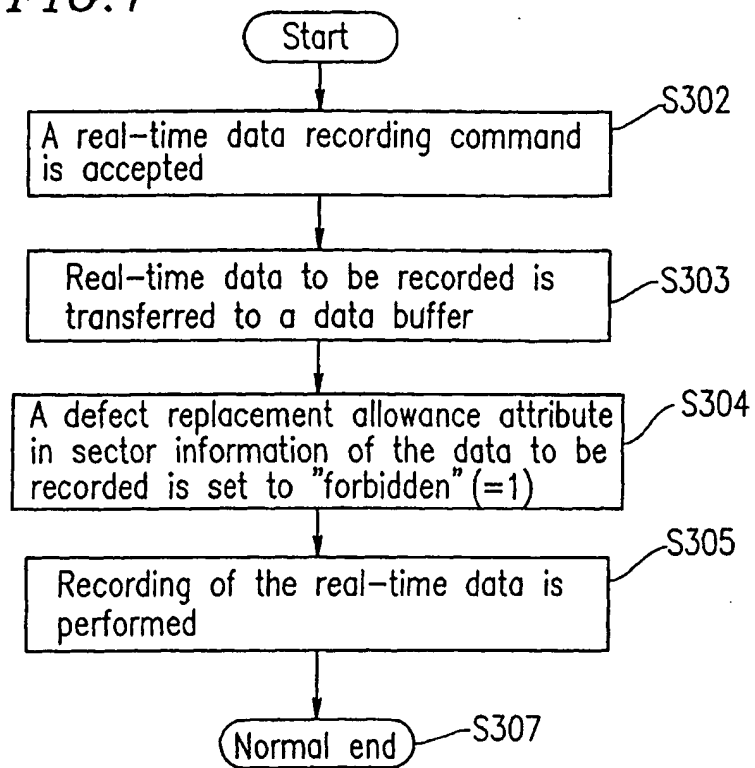 FIG. 7
Start
A real-time data recording command
is accepted
S302
Real-time data to be recorded is
transferred to a data buffer
S303
A defect replacement allowance attribute
in sector information of the data to be
recorded is set to "forbidden" (=1)
S304
Recording of the real-time data is
performed
S305
Normal end
S307